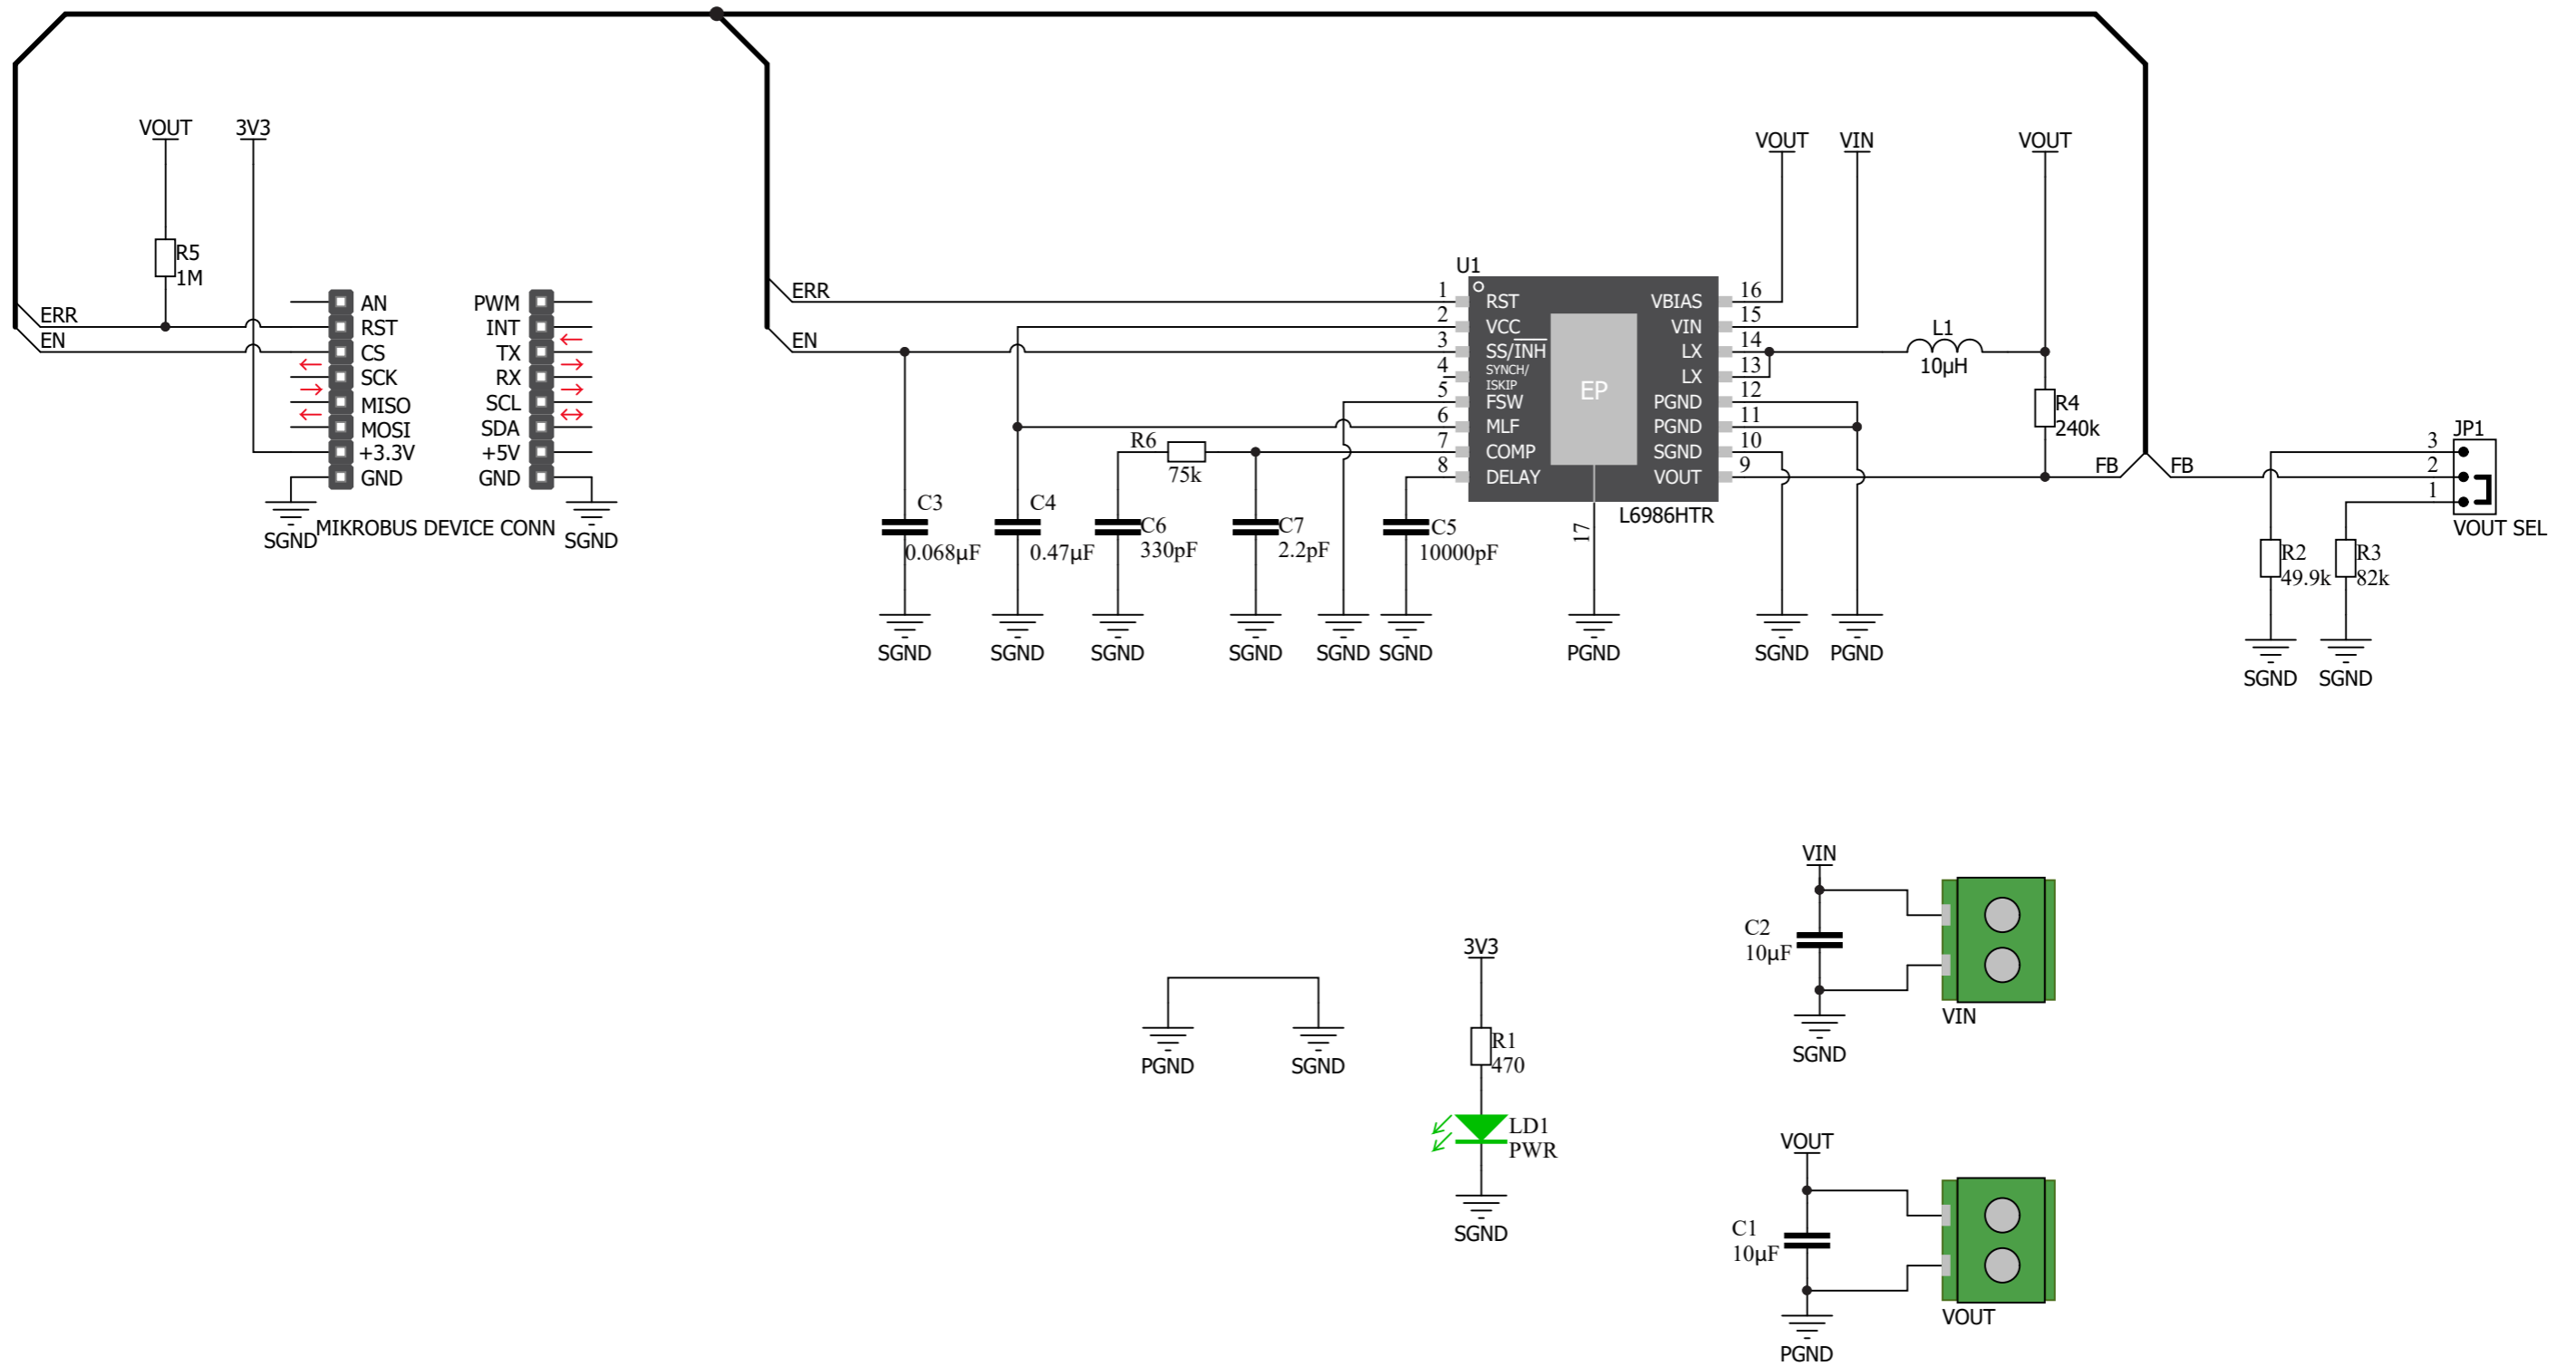 VOUT
3V3
R5
1M
ERR
EN
AN
RST
CS
SCK
MISO
MOSI
+3.3V
GND
PWM
INT
TX
RX
SCL
SDA
+5V
GND
SGND
MIKROBUS DEVICE CONN
SGND
ERR
EN
U1
1
2
3
4
5
6
7
8
RST
VCC
SS/INH
SYNCH/
ISKIP
FSW
MLF
COMP
DELAY
EP
VBIAS
VIN
LX
LX
PGND
PGND
SGND
VOUT
16
15
14
13
12
11
10
9
17
L6986HTR
VOUT
VIN
VOUT
L1
10µH
R4
240k
R6
75k
C3
0.068µF
C4
0.47µF
C6
330pF
C7
2.2pF
C5
10000pF
SGND
SGND
SGND
SGND
SGND
SGND
PGND
SGND
PGND
FB
FB
JP1
3
2
1
VOUT SEL
R2
49.9k
R3
82k
SGND
SGND
PGND
SGND
3V3
R1
470
LD1
PWR
SGND
VIN
C2
10µF
SGND
VIN
VOUT
C1
10µF
PGND
VOUT